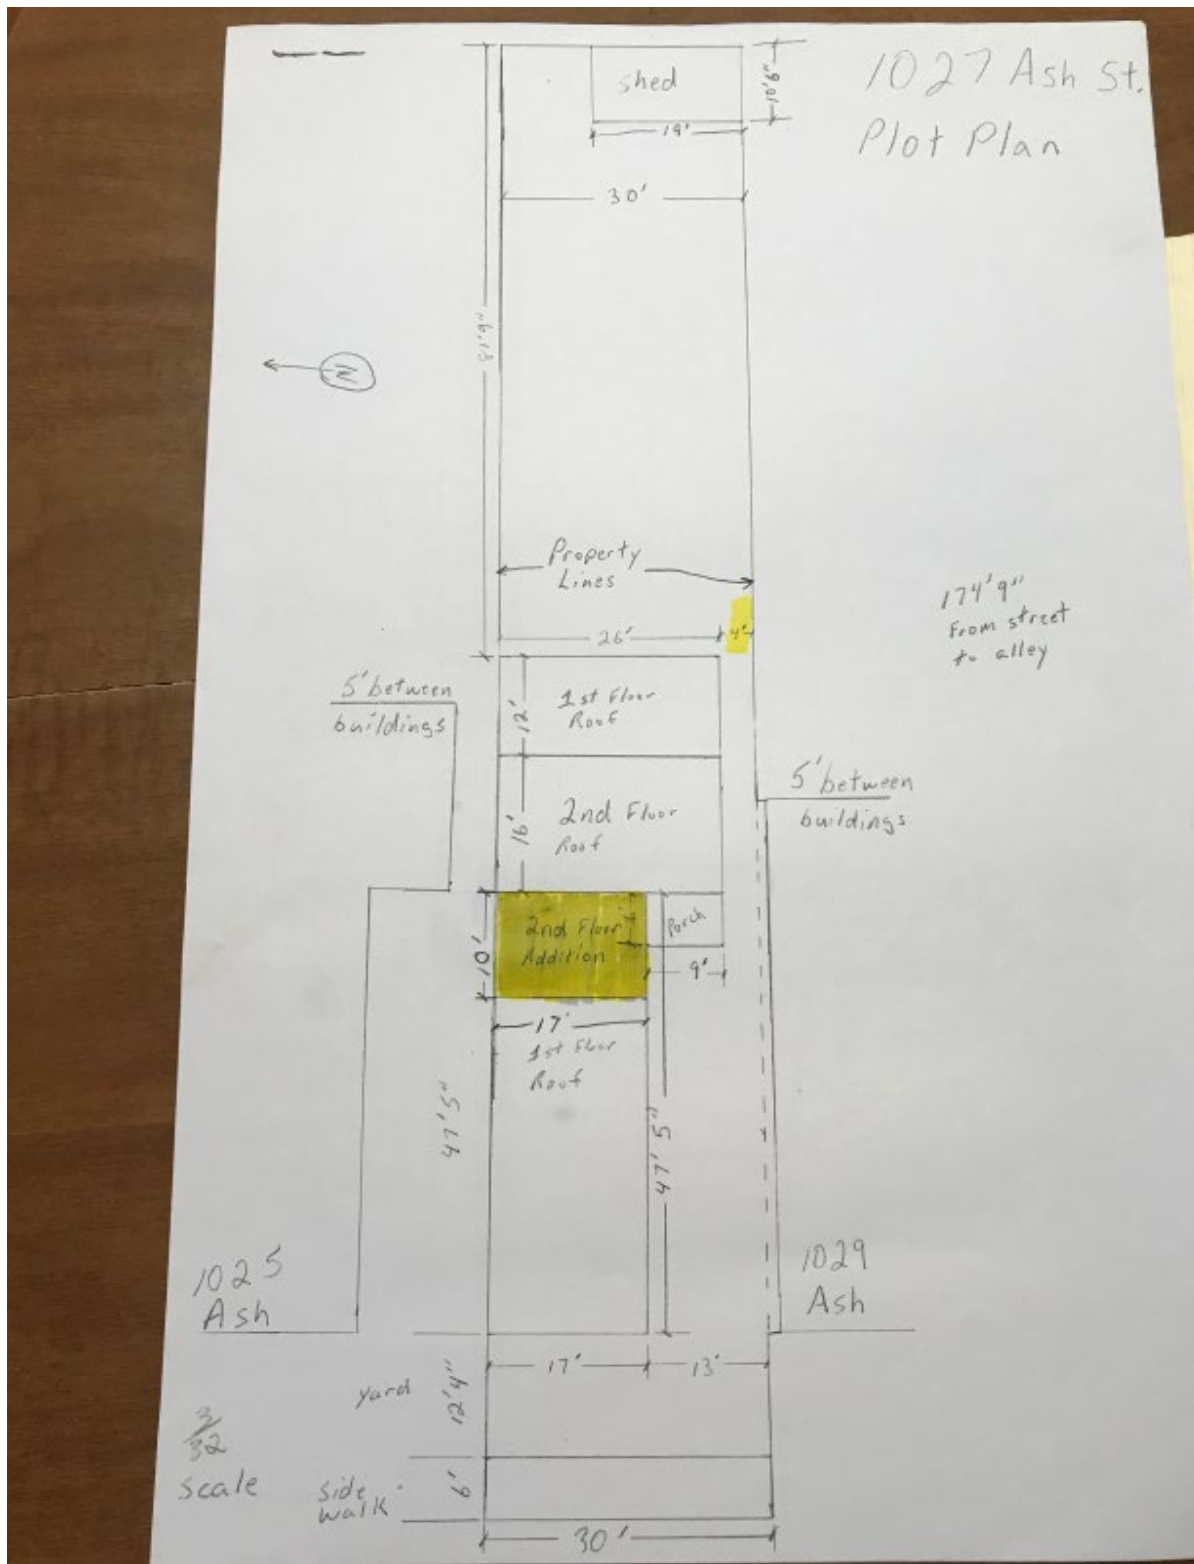 1027 Ash St.
Plot Plan
shed
10'6"
19'
30'
81'9"
N
Property
Lines
174'9"
From street
to alley
26'
4'
5' between
buildings
1st Floor
Roof
12'
2nd Floor
Roof
16'
5' between
buildings
2nd Floor
Addition
6'
Porch
10'
9'
17'
1st Floor
Roof
47'5"
47'5"
1025
Ash
1029
Ash
17'
13'
yard
12'4"
3/32
scale
side
walk
6'
30'